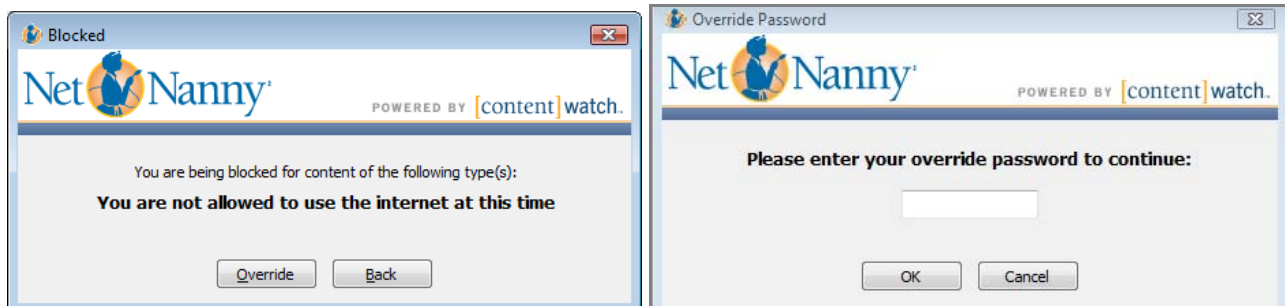 Blocked
Net Nanny
POWERED BY [content]watch.
You are being blocked for content of the following type(s):
You are not allowed to use the internet at this time
Override
Back
Override Password
Net Nanny
POWERED BY [content]watch.
Please enter your override password to continue:
OK
Cancel